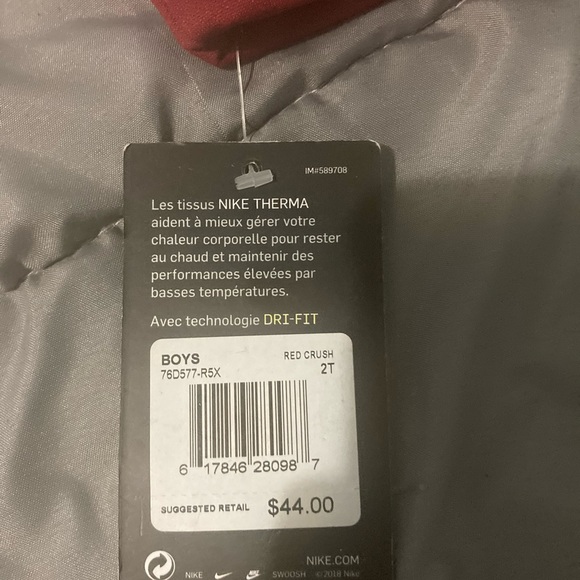 IM#589708
Les tissus NIKE THERMA
aident à mieux gérer votre
chaleur corporelle pour rester
au chaud et maintenir des
performances élevées par
basses températures.
Avec technologie DRI-FIT
BOYS RED CRUSH
76D577-R5X 2T
6 17846 28098 7
SUGGESTED RETAIL $44.00
NIKE.COM
NIKE SWOOSH © 2018 Nike